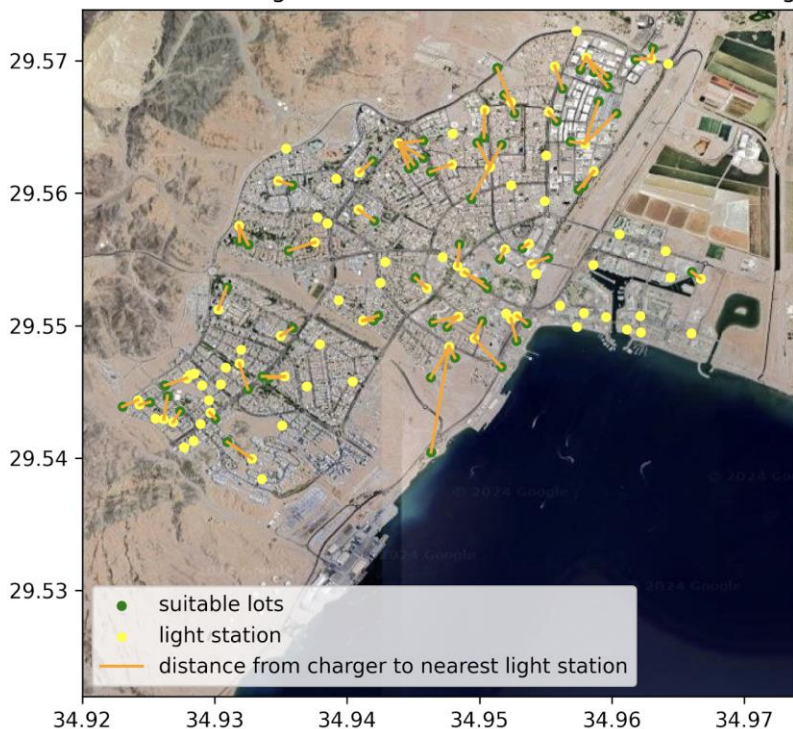 29.57
29.56
29.55
29.54
29.53
© 2024 Google
2024 Google
2024 Google
suitable lots
light station
distance from charger to nearest light station
34.92 34.93 34.94 34.95 34.96 34.97